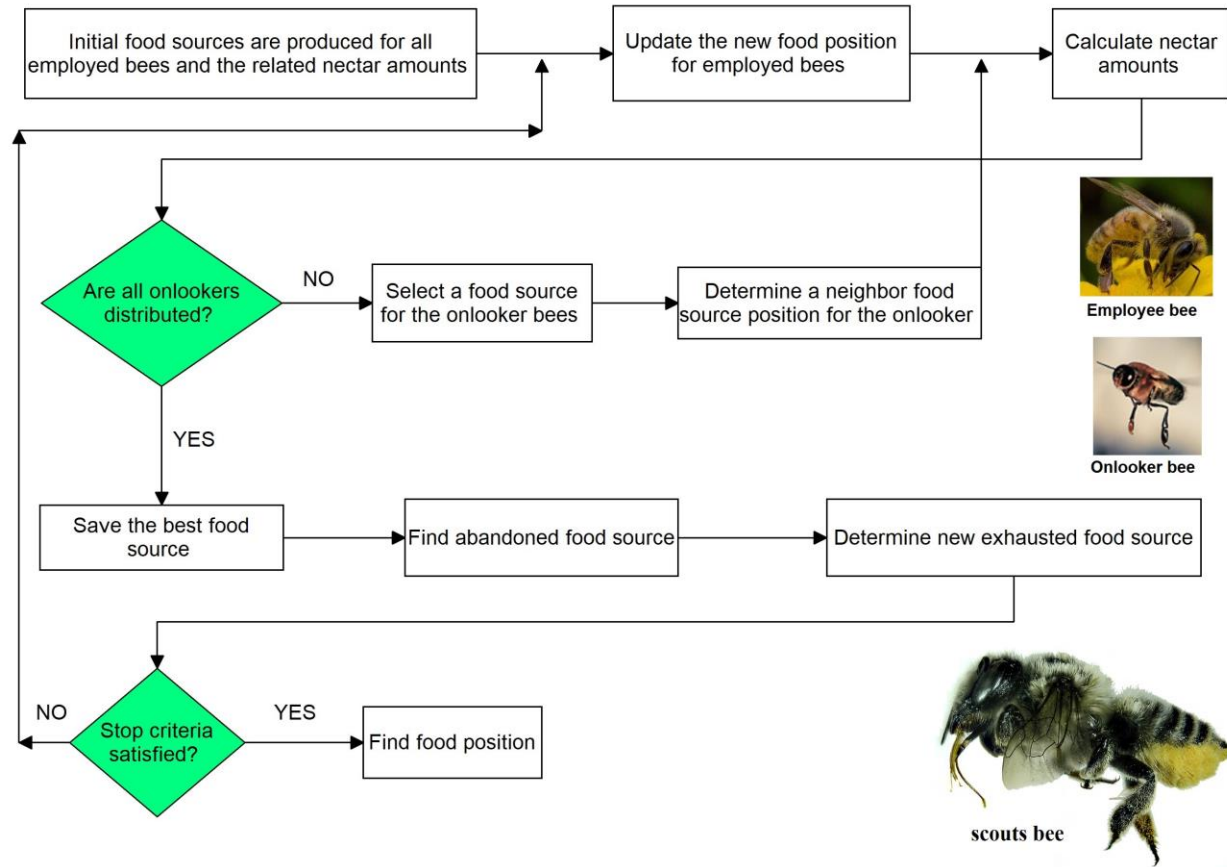 Initial food sources are produced for all
employed bees and the related nectar amounts
Update the new food position
for employed bees
Calculate nectar
amounts
Are all onlookers
distributed?
NO
Select a food source
for the onlooker bees
Determine a neighbor food
source position for the onlooker
Employee bee
Onlooker bee
YES
Save the best food
source
Find abandoned food source
Determine new exhausted food source
NO
Stop criteria
satisfied?
YES
Find food position
scouts bee